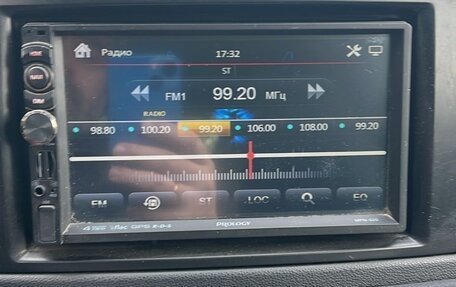 Радио 17:32
ST
FM1 99.20 МГц
RADIO
98.80 100.20 99.20 106.00 108.00 99.20
FM ST LOC EQ
GPS R·D·S PROLOGY